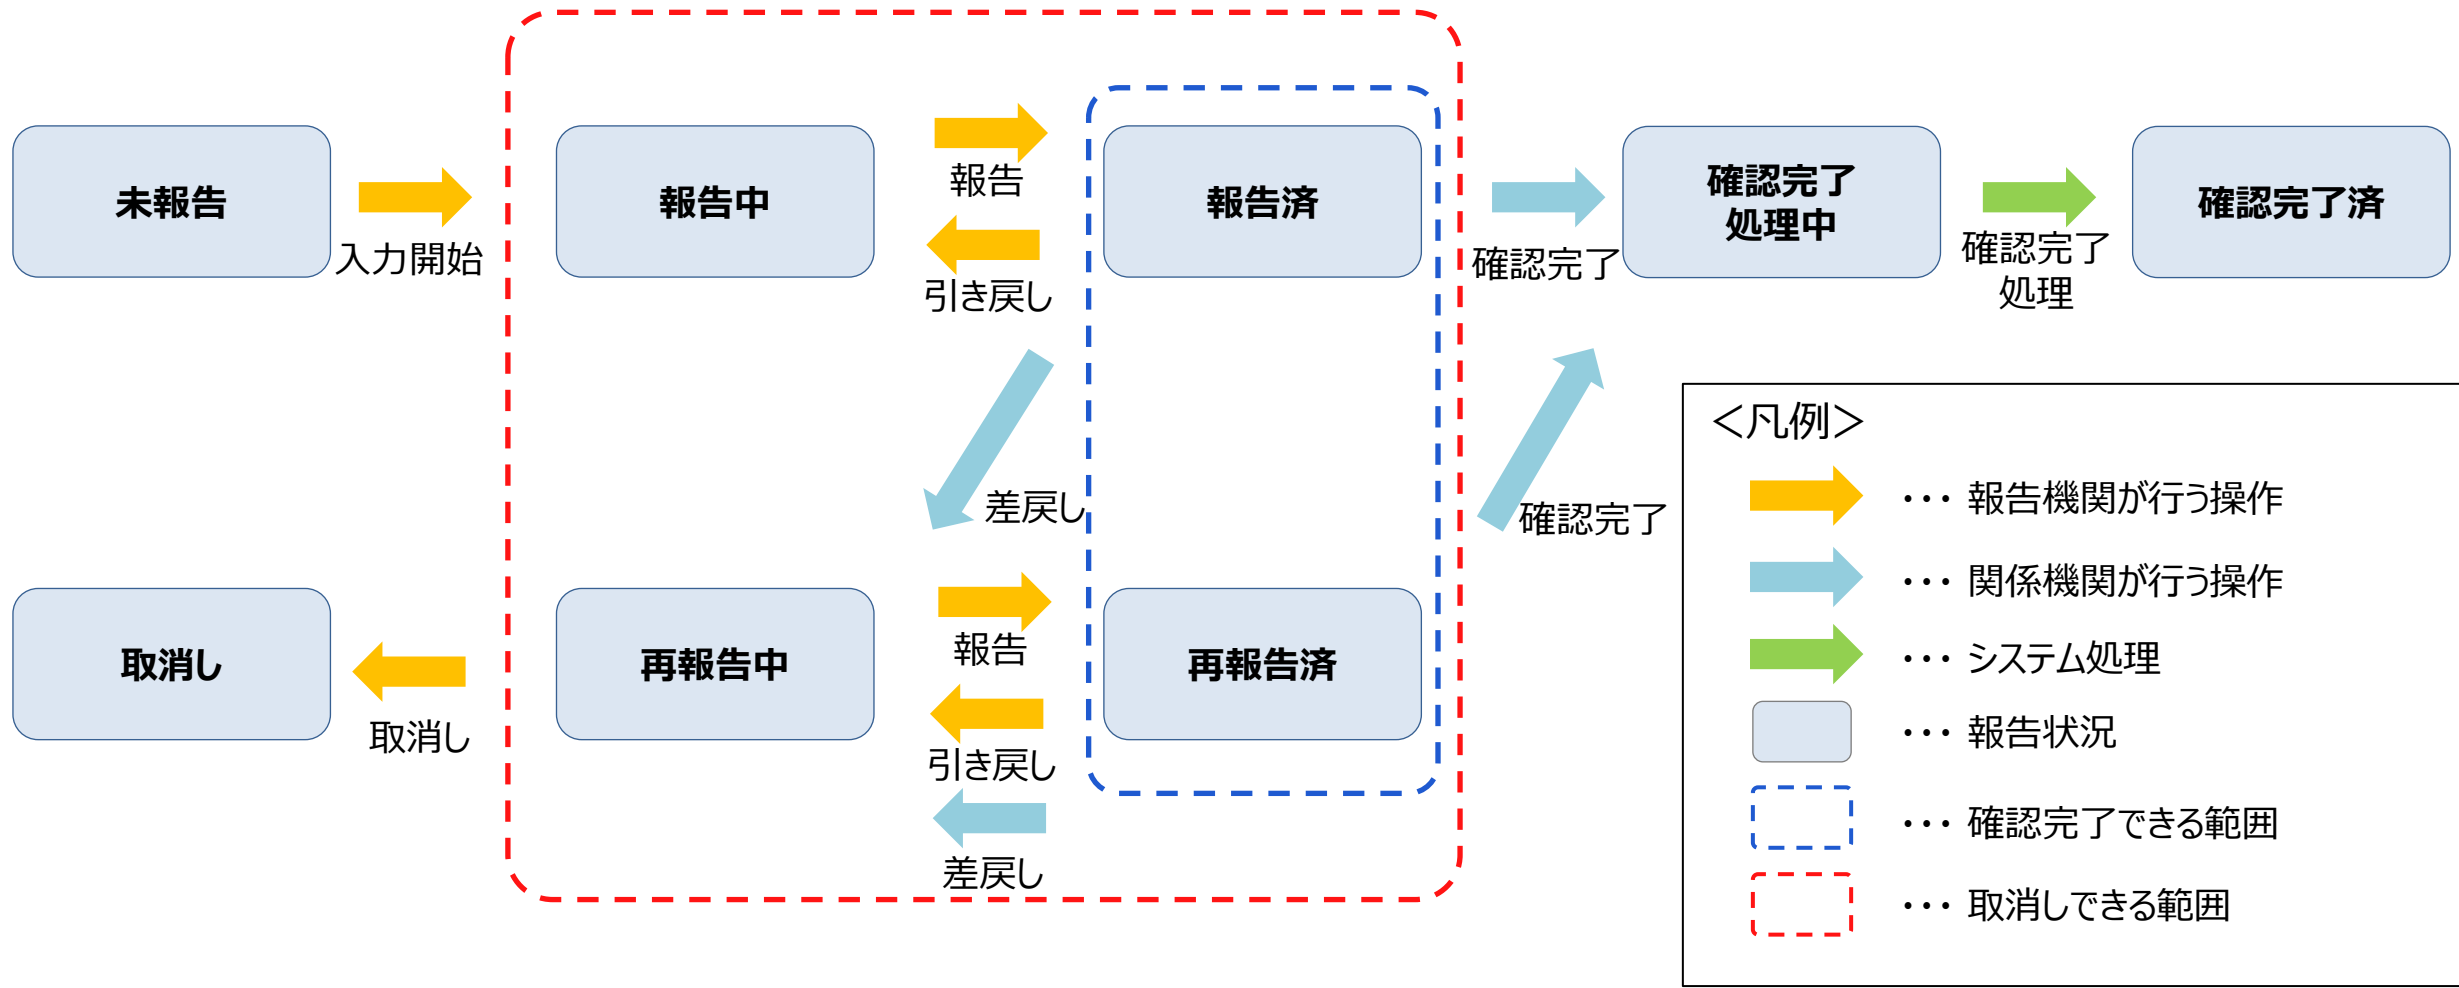 未報告
入力開始
報告中
報告
引き戻し
報告済
確認完了
確認完了
処理中
確認完了
処理
確認完了済
差戻し
確認完了
取消し
取消し
再報告中
報告
引き戻し
差戻し
再報告済
＜凡例＞
・・・ 報告機関が行う操作
・・・ 関係機関が行う操作
・・・ システム処理
・・・ 報告状況
・・・ 確認完了できる範囲
・・・ 取消しできる範囲